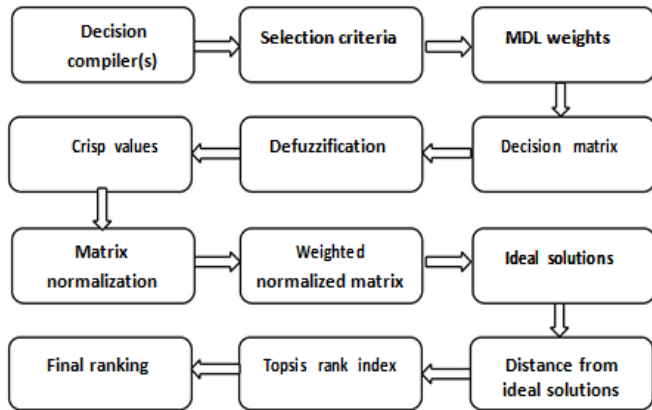 Decision
compiler(s)
Selection criteria
MDL weights
Crisp values
Defuzzification
Decision matrix
Matrix
normalization
Weighted
normalized matrix
Ideal solutions
Final ranking
Topsis rank index
Distance from
ideal solutions